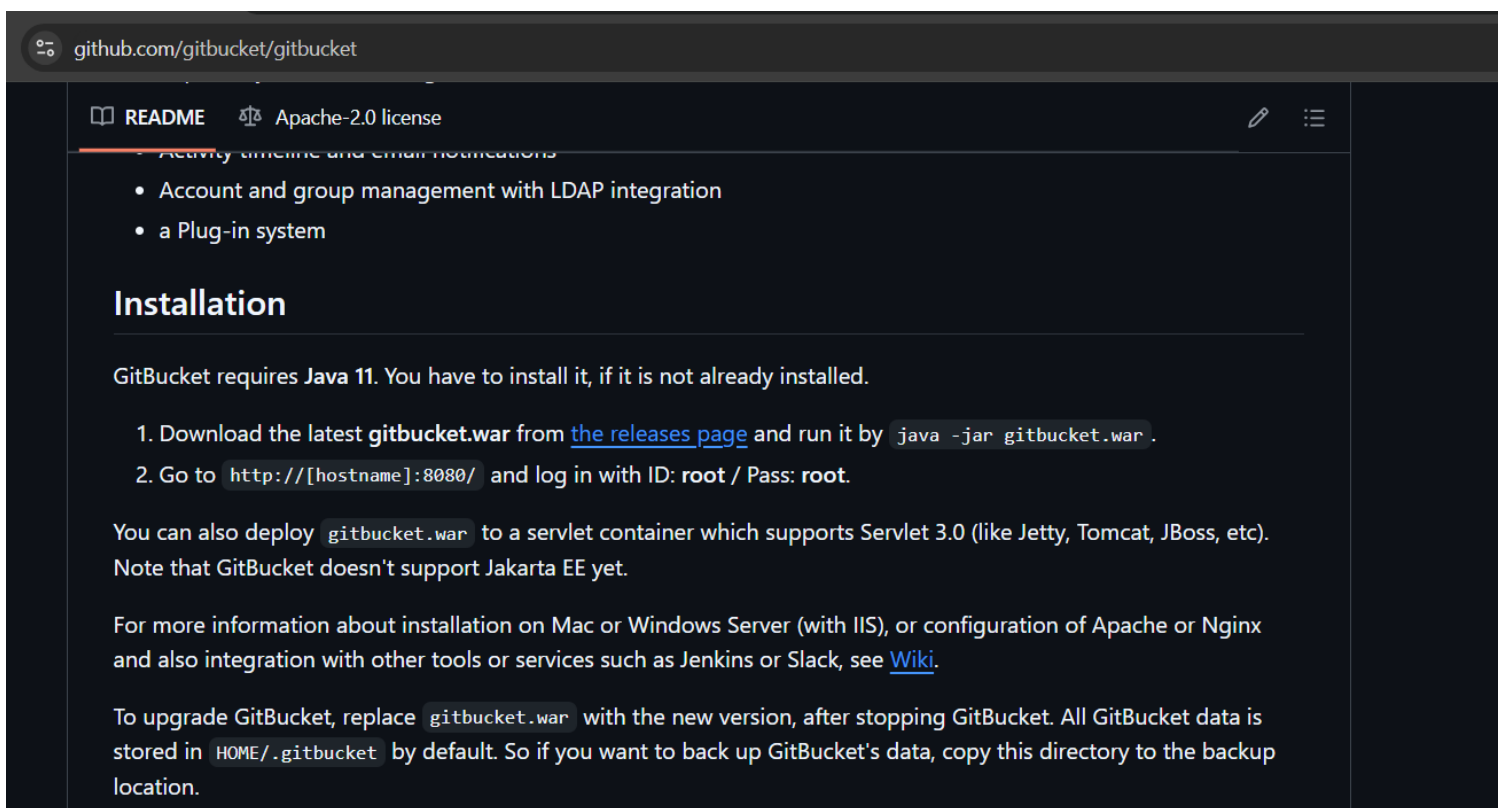 github.com/gitbucket/gitbucket
README Apache-2.0 license
• Activity timeline and email notifications
• Account and group management with LDAP integration
• a Plug-in system
Installation
GitBucket requires Java 11. You have to install it, if it is not already installed.
1. Download the latest gitbucket.war from the releases page and run it by java -jar gitbucket.war .
2. Go to http://[hostname]:8080/ and log in with ID: root / Pass: root.
You can also deploy gitbucket.war to a servlet container which supports Servlet 3.0 (like Jetty, Tomcat, JBoss, etc).
Note that GitBucket doesn't support Jakarta EE yet.
For more information about installation on Mac or Windows Server (with IIS), or configuration of Apache or Nginx
and also integration with other tools or services such as Jenkins or Slack, see Wiki.
To upgrade GitBucket, replace gitbucket.war with the new version, after stopping GitBucket. All GitBucket data is
stored in HOME/.gitbucket by default. So if you want to back up GitBucket's data, copy this directory to the backup
location.